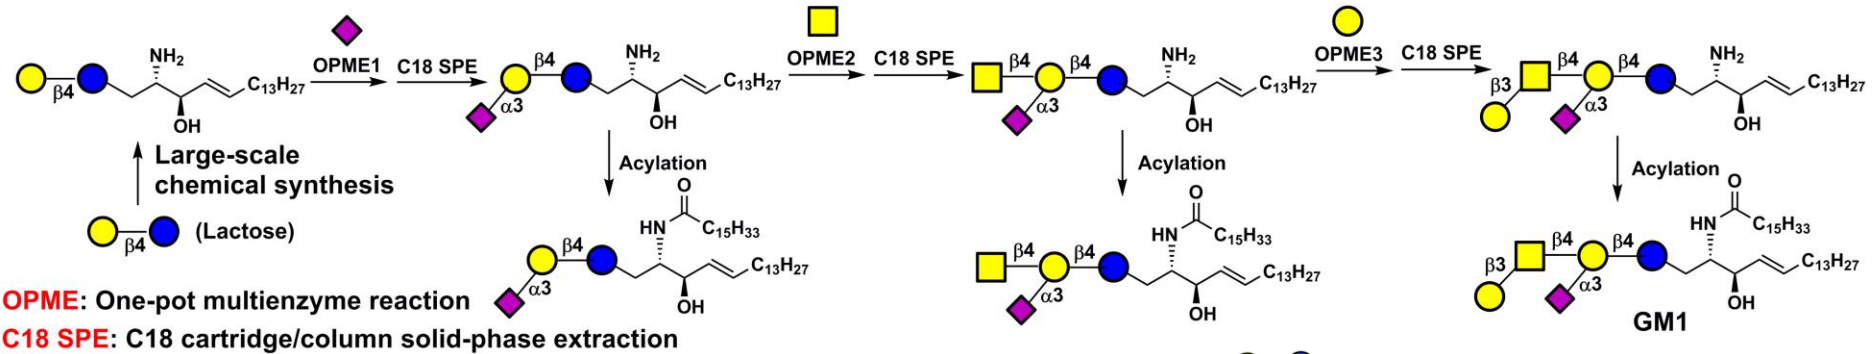 β4
NH₂
OH
C₁₃H₂₇
OPME1
C18 SPE
β4
α3
NH₂
OH
C₁₃H₂₇
OPME2
C18 SPE
β4
β4
α3
NH₂
OH
C₁₃H₂₇
OPME3
C18 SPE
β3
β4
β4
α3
NH₂
OH
C₁₃H₂₇
Large-scale
chemical synthesis
β4
(Lactose)
Acylation
Acylation
Acylation
β4
α3
HN
O
C₁₅H₃₃
OH
C₁₃H₂₇
β4
β4
α3
HN
O
C₁₅H₃₃
OH
C₁₃H₂₇
β3
β4
β4
α3
HN
O
C₁₅H₃₃
OH
C₁₃H₂₇
GM1
OPME: One-pot multienzyme reaction
C18 SPE: C18 cartridge/column solid-phase extraction